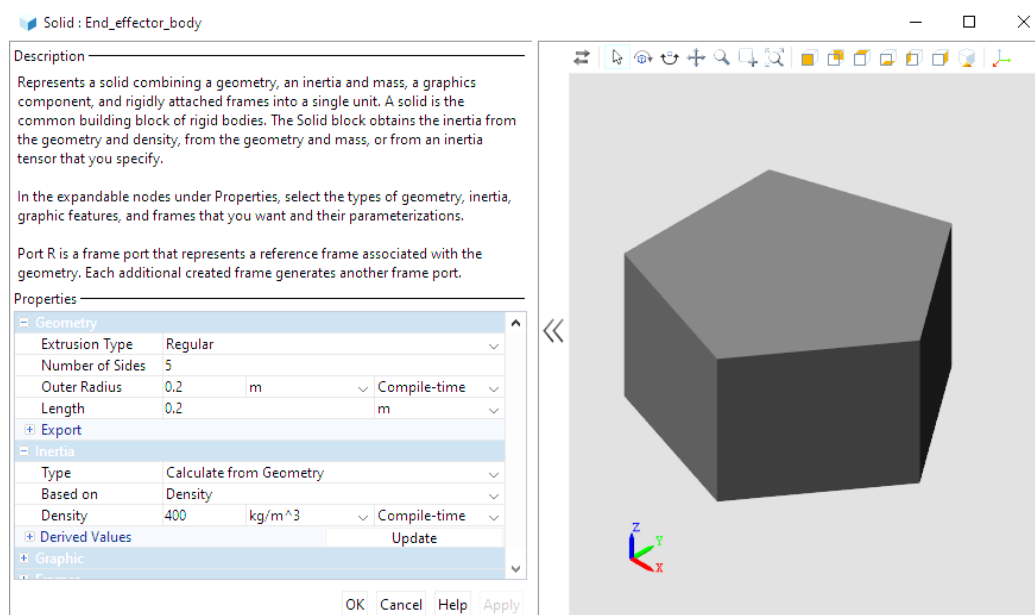 Solid : End_effector_body
Description
Represents a solid combining a geometry, an inertia and mass, a graphics
component, and rigidly attached frames into a single unit. A solid is the
common building block of rigid bodies. The Solid block obtains the inertia from
the geometry and density, from the geometry and mass, or from an inertia
tensor that you specify.
In the expandable nodes under Properties, select the types of geometry, inertia,
graphic features, and frames that you want and their parameterizations.
Port R is a frame port that represents a reference frame associated with the
geometry. Each additional created frame generates another frame port.
Properties
Geometry
Extrusion Type Regular
Number of Sides 5
Outer Radius 0.2 m Compile-time
Length 0.2 m
Export
Inertia
Type Calculate from Geometry
Based on Density
Density 400 kg/m^3 Compile-time
Derived Values Update
Graphic
Frames
OK Cancel Help Apply
Z
Y
X